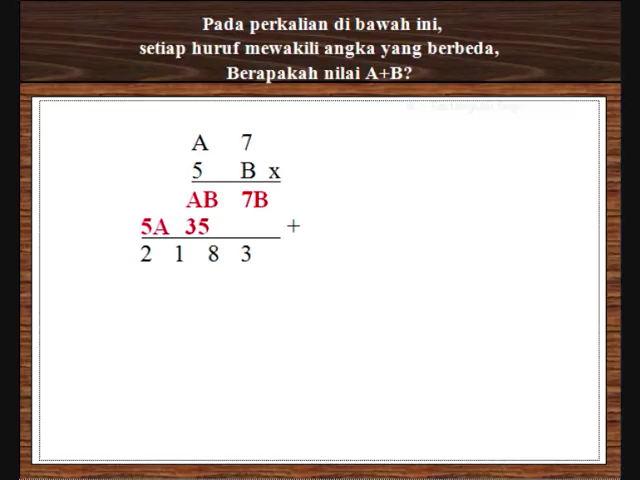 Pada perkalian di bawah ini,
setiap huruf mewakili angka yang berbeda,
Berapakah nilai A+B?
A 7
5 B x
AB 7B
5A 35 +
2 1 8 3